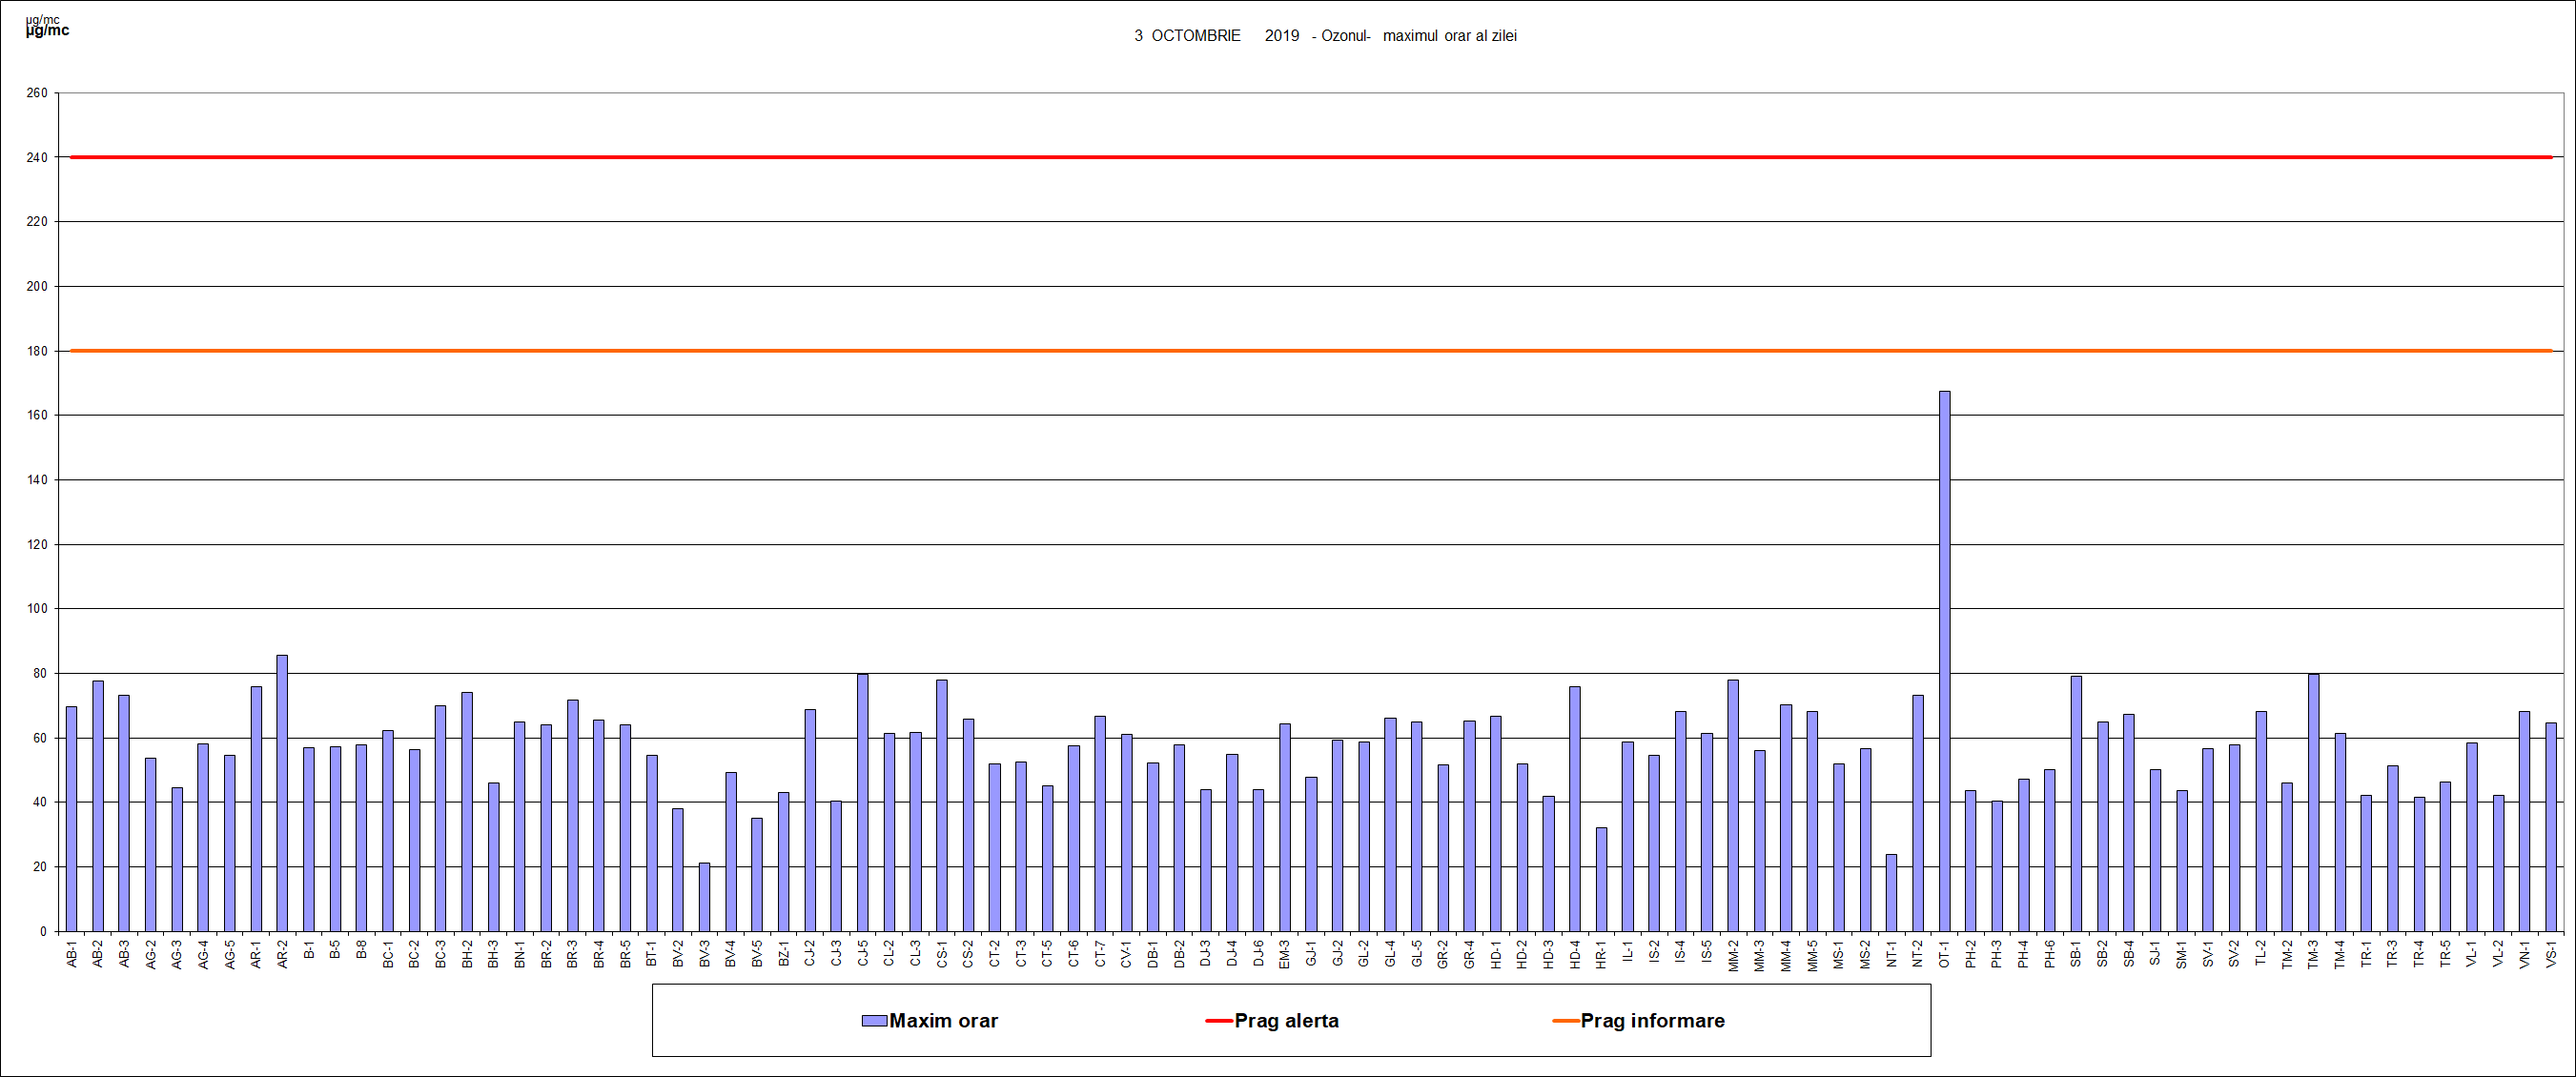 µg/mc
µg/mc
3 OCTOMBRIE 2019 - Ozonul- maximul orar al zilei
260
240
220
200
180
160
140
120
100
80
60
40
20
0
AB-1 AB-2 AB-3 AG-2 AG-3 AG-4 AG-5 AR-1 AR-2 B-1 B-5 B-8 BC-1 BC-2 BC-3 BH-2 BH-3 BN-1 BR-2 BR-3 BR-4 BR-5 BT-1 BV-2 BV-3 BV-4 BV-5 BZ-1 CJ-2 CJ-3 CJ-5 CL-2 CL-3 CS-1 CS-2 CT-2 CT-3 CT-5 CT-6 CT-7 CV-1 DB-1 DB-2 DJ-3 DJ-4 DJ-6 EM-3 GJ-1 GJ-2 GL-2 GL-4 GL-5 GR-2 GR-4 HD-1 HD-2 HD-3 HD-4 HR-1 IL-1 IS-2 IS-4 IS-5 MM-2 MM-3 MM-4 MM-5 MS-1 MS-2 NT-1 NT-2 OT-1 PH-2 PH-3 PH-4 PH-6 SB-1 SB-2 SB-4 SJ-1 SM-1 SV-1 SV-2 TL-2 TM-2 TM-3 TM-4 TR-1 TR-3 TR-4 TR-5 VL-1 VL-2 VN-1 VS-1
Maxim orar Prag alerta Prag informare